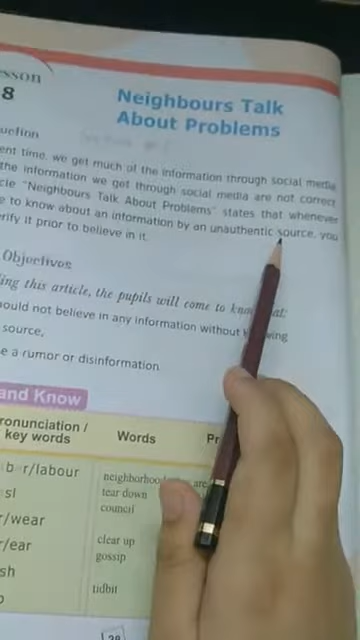 esson
8
Neighbours Talk
About Problems
uction
ent time, we get much of the information through social media
the information we get through social media are not correct
cle "Neighbours Talk About Problems" states that whenever
e to know about an information by an unauthentic source, you
erify it prior to believe in it.
Objectives
ling this article, the pupils will come to know
ould not believe in any information without
source,
e a rumor or disinformation
and Know
ronunciation / Words Pr
key words
r/labour neighborhood
sl tear down
council
r/wear
r/ear clear up
gossip
sh
tidbit